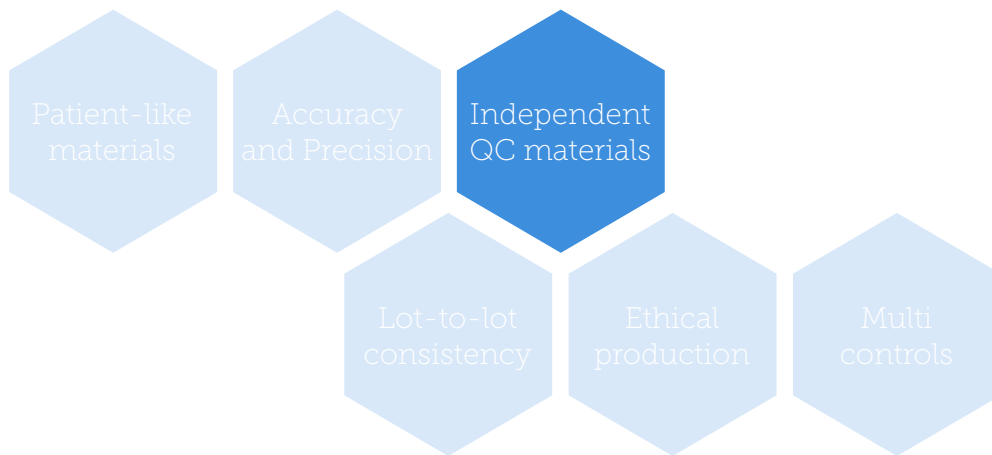 Patient-like
materials
Accuracy
and Precision
Independent
QC materials
Lot-to-lot
consistency
Ethical
production
Multi
controls